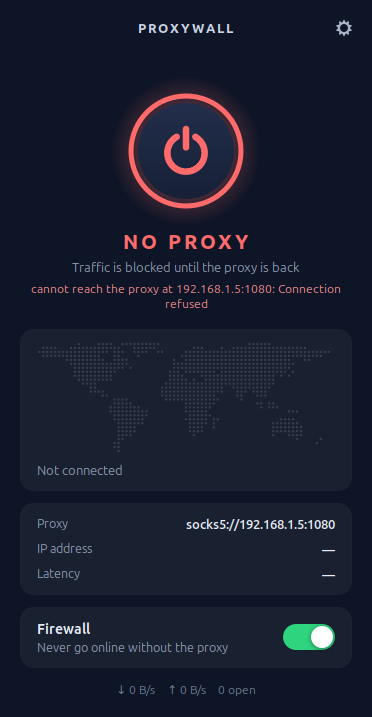 PROXYWALL
NO PROXY
Traffic is blocked until the proxy is back
cannot reach the proxy at 192.168.1.5:1080: Connection
refused
Not connected
Proxy socks5://192.168.1.5:1080
IP address —
Latency —
Firewall
Never go online without the proxy
↓ 0 B/s ↑ 0 B/s 0 open